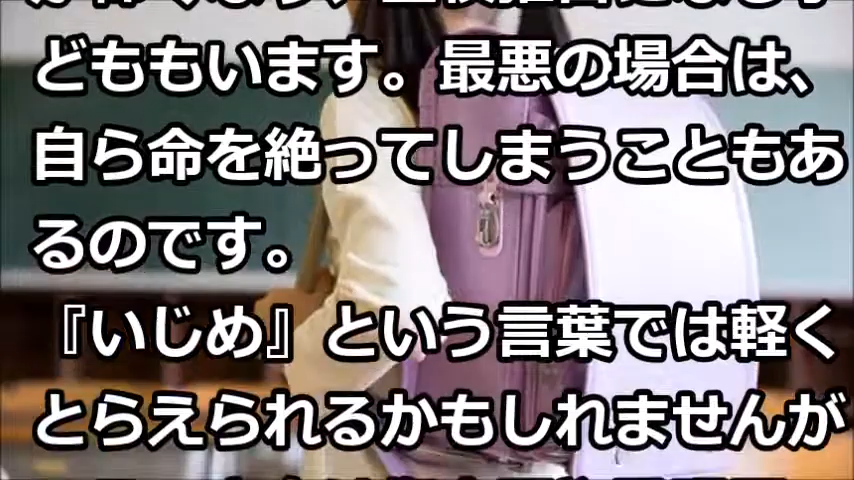 どももいます。最悪の場合は、
自ら命を絶ってしまうこともあ
るのです。
『いじめ』という言葉では軽く
とらえられるかもしれませんが